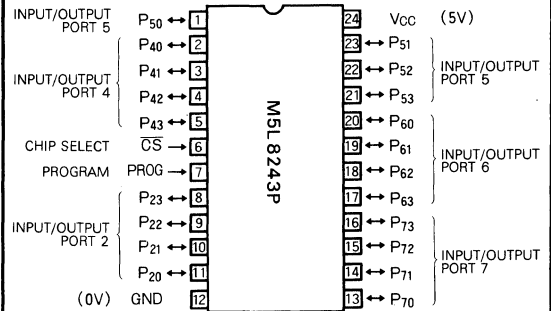 INPUT/OUTPUT PORT 5 P50 ↔ 1
INPUT/OUTPUT PORT 4
P40 ↔ 2
P41 ↔ 3
P42 ↔ 4
P43 ↔ 5
CHIP SELECT C̅S̅ → 6
PROGRAM PROG → 7
INPUT/OUTPUT PORT 2
P23 ↔ 8
P22 ↔ 9
P21 ↔ 10
P20 ↔ 11
(0V) GND 12
M5L8243P
24 VCC (5V)
23 ↔ P51
22 ↔ P52
21 ↔ P53
INPUT/OUTPUT PORT 5
20 ↔ P60
19 ↔ P61
18 ↔ P62
17 ↔ P63
INPUT/OUTPUT PORT 6
16 ↔ P73
15 ↔ P72
14 ↔ P71
13 ↔ P70
INPUT/OUTPUT PORT 7